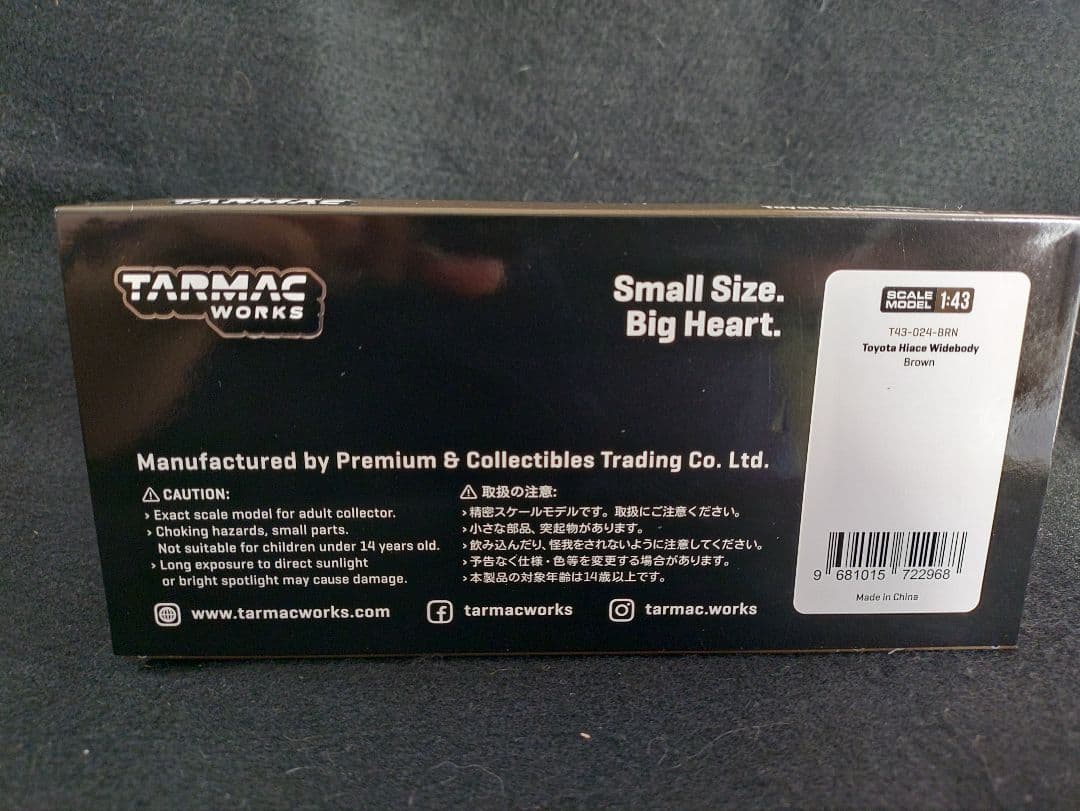 TARMAC
TARMAC
WORKS
Small Size.
Big Heart.
SCALE
MODEL 1:43
T43-024-BRN
Toyota Hiace Widebody
Brown
Manufactured by Premium & Collectibles Trading Co. Ltd.
CAUTION:
› Exact scale model for adult collector.
› Choking hazards, small parts.
Not suitable for children under 14 years old.
› Long exposure to direct sunlight
or bright spotlight may cause damage.
取扱の注意:
›精密スケールモデルです。取扱にご注意ください。
›小さな部品、突起物があります。
›飲み込んだり、怪我をされないように注意してください。
›予告なく仕様・色等を変更する場合があります。
›本製品の対象年齢は14歳以上です。
www.tarmacworks.com
tarmacworks
tarmac.works
9 681015 722968
Made in China